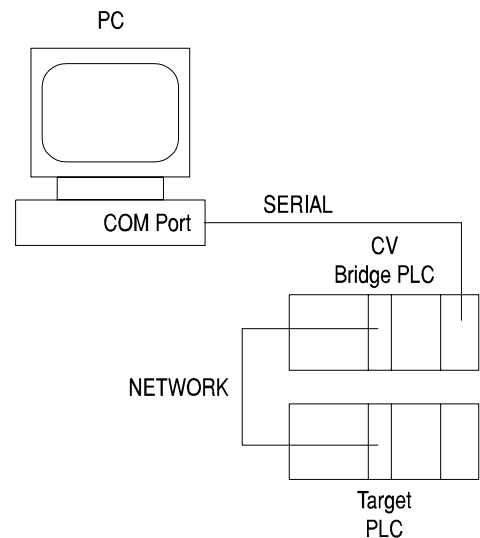 PC
COM Port
SERIAL
CV
Bridge PLC
NETWORK
Target
PLC